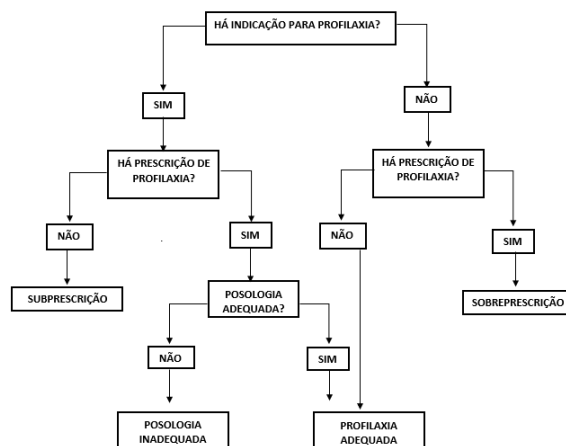 HÁ INDICAÇÃO PARA PROFILAXIA?
SIM
NÃO
HÁ PRESCRIÇÃO DE
PROFILAXIA?
HÁ PRESCRIÇÃO DE
PROFILAXIA?
NÃO
SIM
NÃO
SIM
SUBPRESCRIÇÃO
POSOLOGIA
ADEQUADA?
SOBREPRESCRIÇÃO
NÃO
SIM
POSOLOGIA
INADEQUADA
PROFILAXIA
ADEQUADA